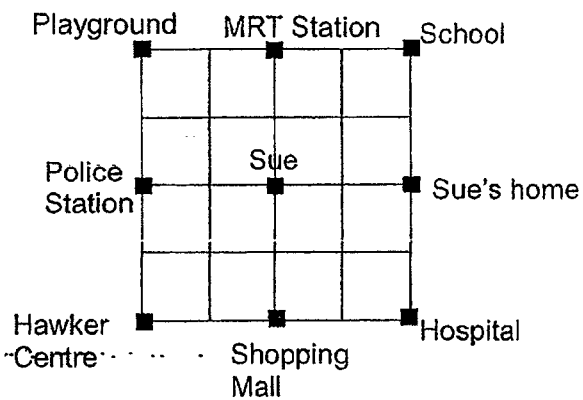 Playground
MRT Station
School
Police
Station
Sue
Sue's home
Hawker
Centre
Shopping
Mall
Hospital